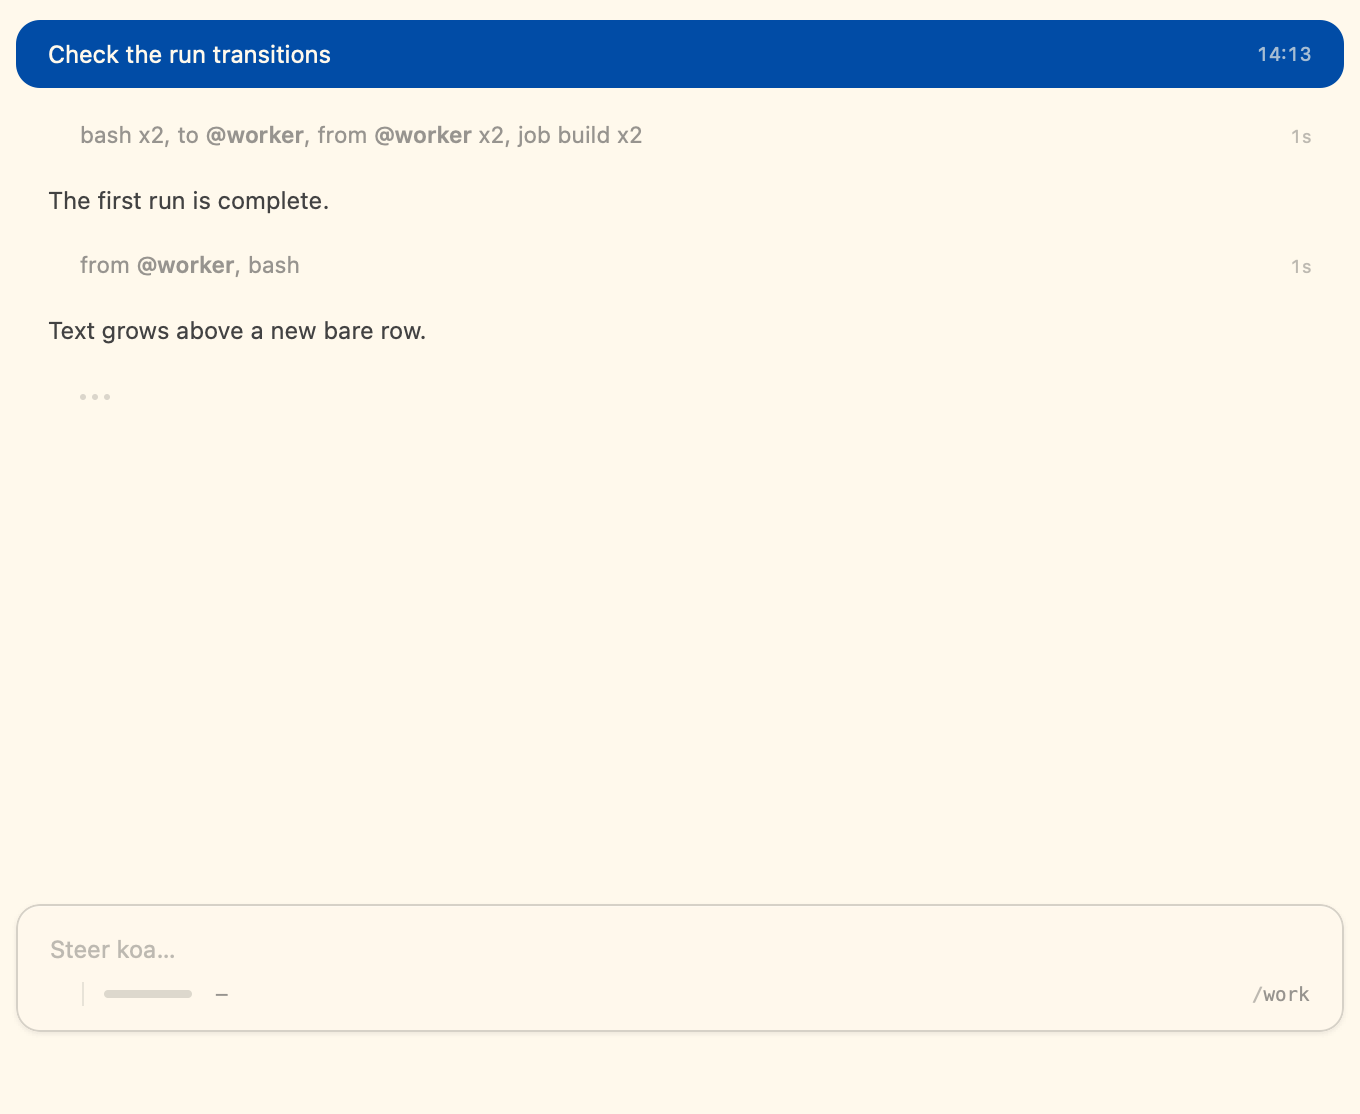 Check the run transitions 14:13
bash x2, to @worker, from @worker x2, job build x2 1s
The first run is complete.
from @worker, bash 1s
Text grows above a new bare row.
...
Steer koa...
– /work